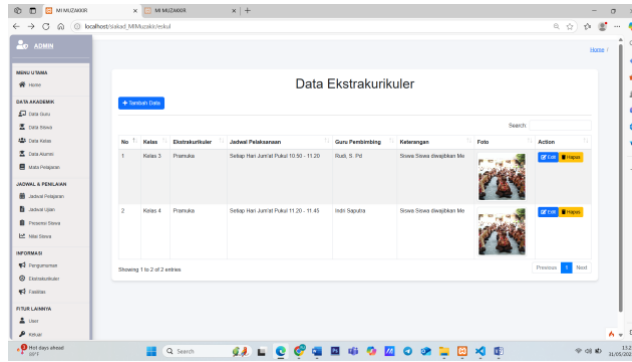 MI MUZAKKIR
MI MUZAKKIR
localhost/siakad_MIMuzakir/eskul
ADMIN
Home /
MENU UTAMA
Home
DATA AKADEMIK
Data Guru
Data Siswa
Data Kelas
Data Alumni
Mata Pelajaran
JADWAL & PENILAIAN
Jadwal Pelajaran
Jadwal Ujian
Presensi Siswa
Nilai Siswa
INFORMASI
Pengumuman
Ekstrakurikuler
Fasilitas
FITUR LAINNYA
User
Keluar
Data Ekstrakurikuler
Tambah Data
Search:
No Kelas Ekstrakurikuler Jadwal Pelaksanaan Guru Pembimbing Keterangan Foto Action
1 Kelas 3 Pramuka Setiap Hari Jum'at Pukul 10.50 - 11.20 Rudi, S. Pd Siswa Siswa diwajibkan Me Edit Hapus
2 Kelas 4 Pramuka Setiap Hari Jum'at Pukul 11.20 - 11.45 Indri Saputra Siswa Siswa diwajibkan Me Edit Hapus
Showing 1 to 2 of 2 entries
Previous 1 Next
Hot days ahead
Search